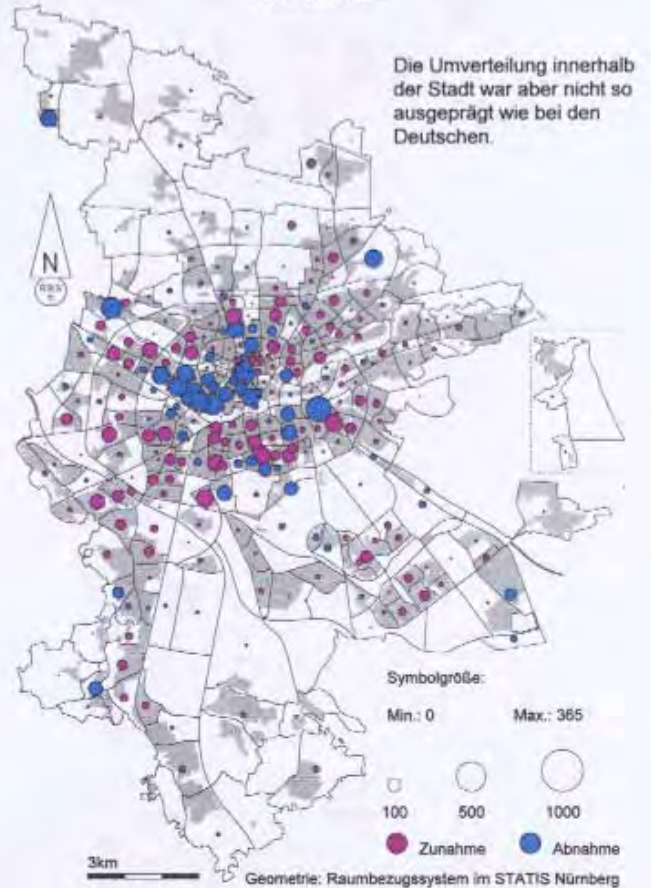 Die Umverteilung innerhalb
der Stadt war aber nicht so
ausgeprägt wie bei den
Deutschen.
N
Symbolgröße:
Min.: 0 Max.: 365
100 500 1000
Zunahme Abnahme
3km
Geometrie: Raumbezugssystem im STATIS Nürnberg